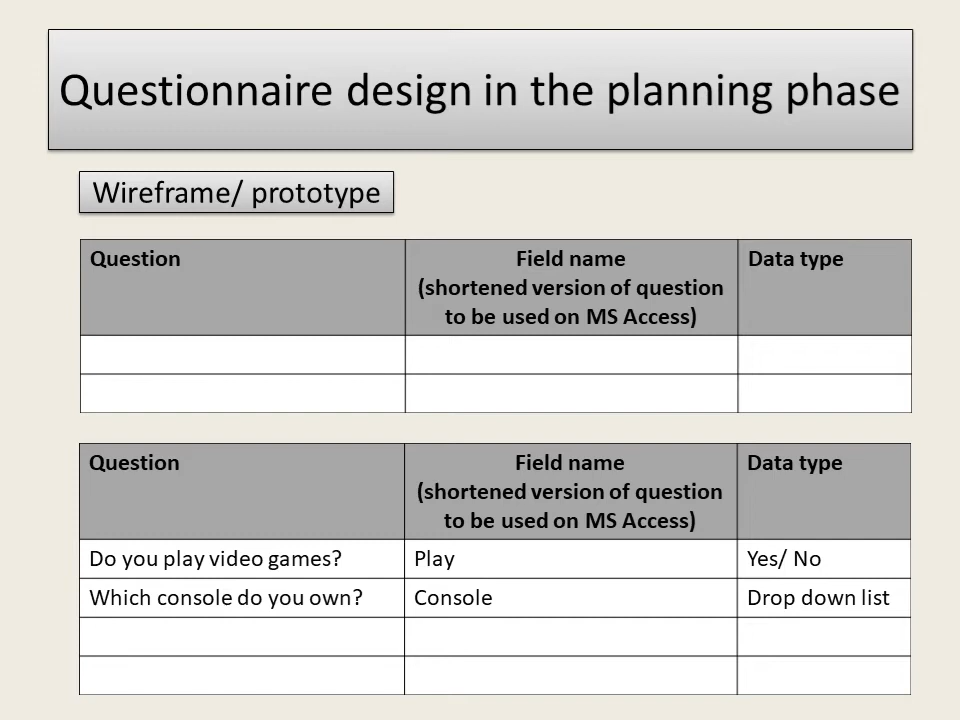 Questionnaire design in the planning phase
Wireframe/ prototype
Question
Field name
(shortened version of question
to be used on MS Access)
Data type
Question
Field name
(shortened version of question
to be used on MS Access)
Data type
Do you play video games?
Play
Yes/ No
Which console do you own?
Console
Drop down list